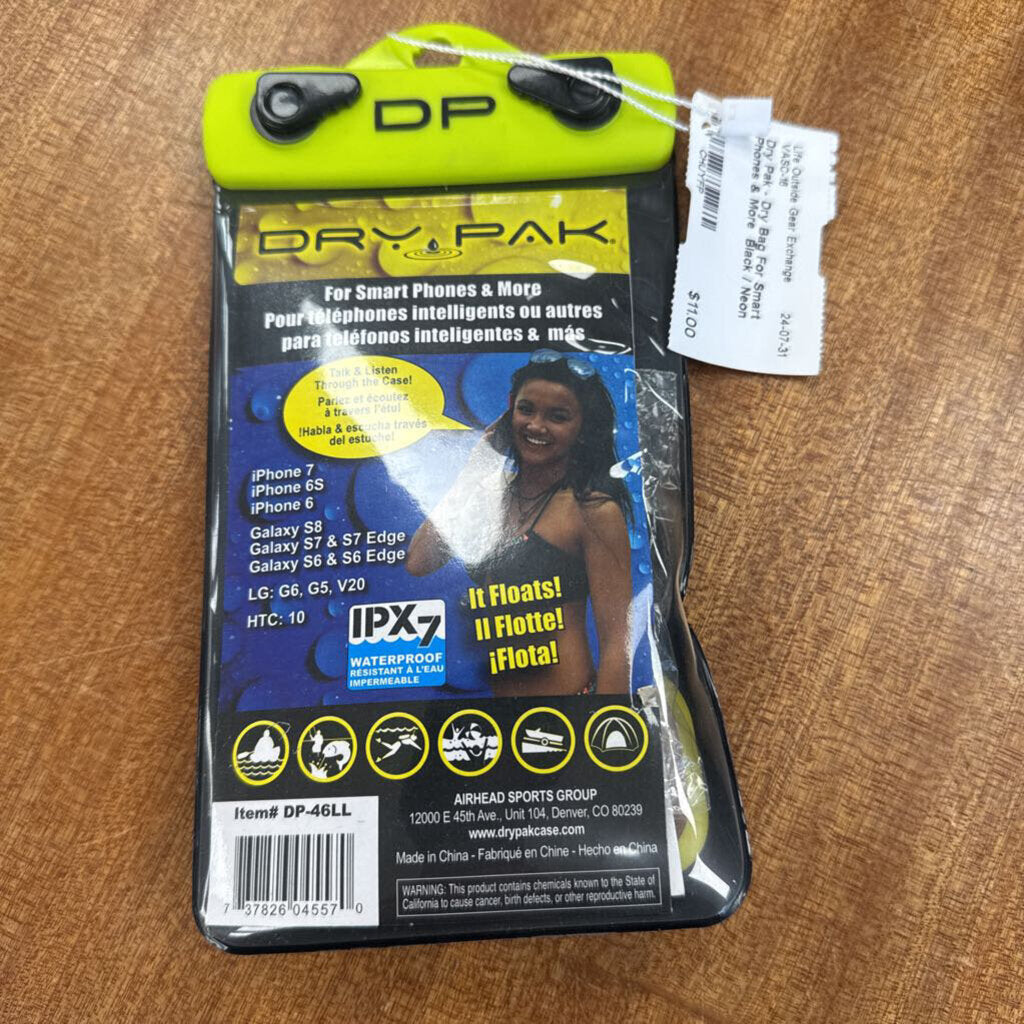 DP
DRY PAK®
For Smart Phones & More
Pour téléphones intelligents ou autres
para teléfonos inteligentes & más
Talk & Listen
Through the Case!
Parlez et écoutez
à travers l'étui
!Habla & escucha través
del estuche!
iPhone 7
iPhone 6S
iPhone 6
Galaxy S8
Galaxy S7 & S7 Edge
Galaxy S6 & S6 Edge
LG: G6, G5, V20
HTC: 10
IPX7
WATERPROOF
RÉSISTANT À L'EAU
IMPERMEABLE
It Floats!
Il Flotte!
¡Flota!
Item# DP-46LL
7 37826 04557 0
AIRHEAD SPORTS GROUP
12000 E 45th Ave., Unit 104, Denver, CO 80239
www.drypakcase.com
Made in China - Fabriqué en Chine - Hecho en China
WARNING: This product contains chemicals known to the State of
California to cause cancer, birth defects, or other reproductive harm.
Life Outside Gear Exchange 24-07-31
Dry Pak - Dry Bag For Smart
Phones & More Black / Neon
$11.00